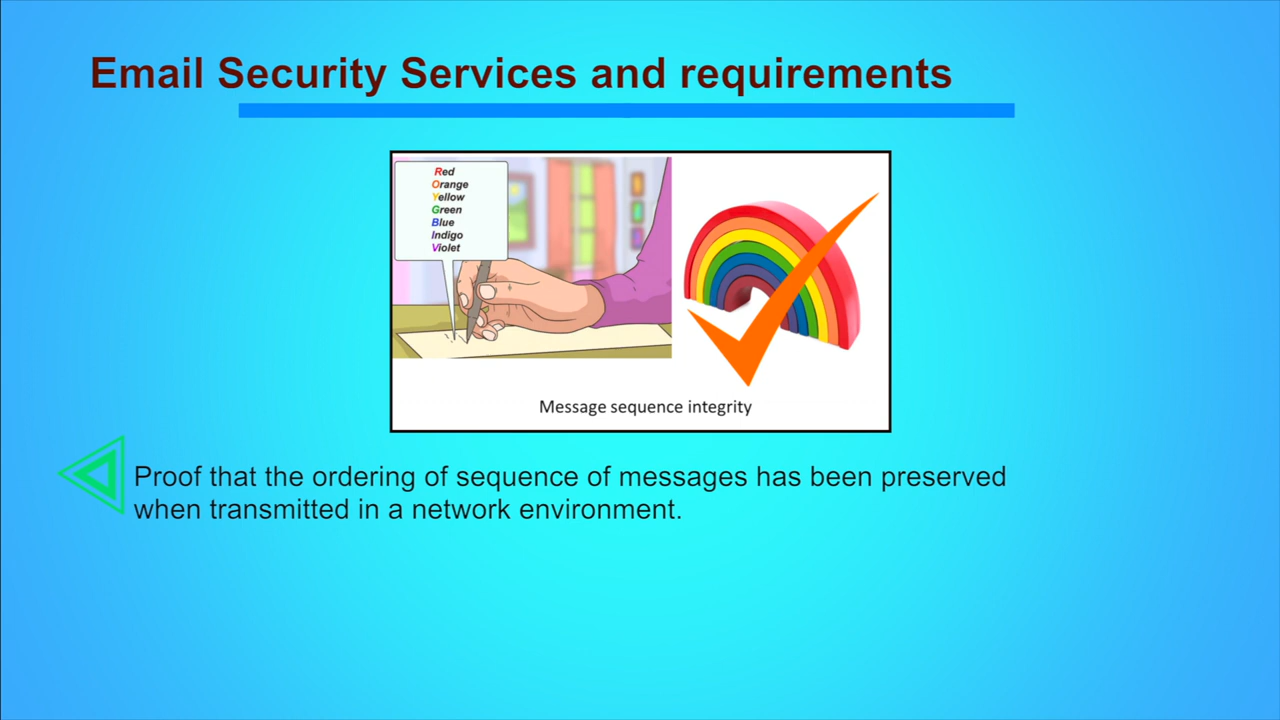 Email Security Services and requirements
Red
Orange
Yellow
Green
Blue
Indigo
Violet
Message sequence integrity
Proof that the ordering of sequence of messages has been preserved
when transmitted in a network environment.